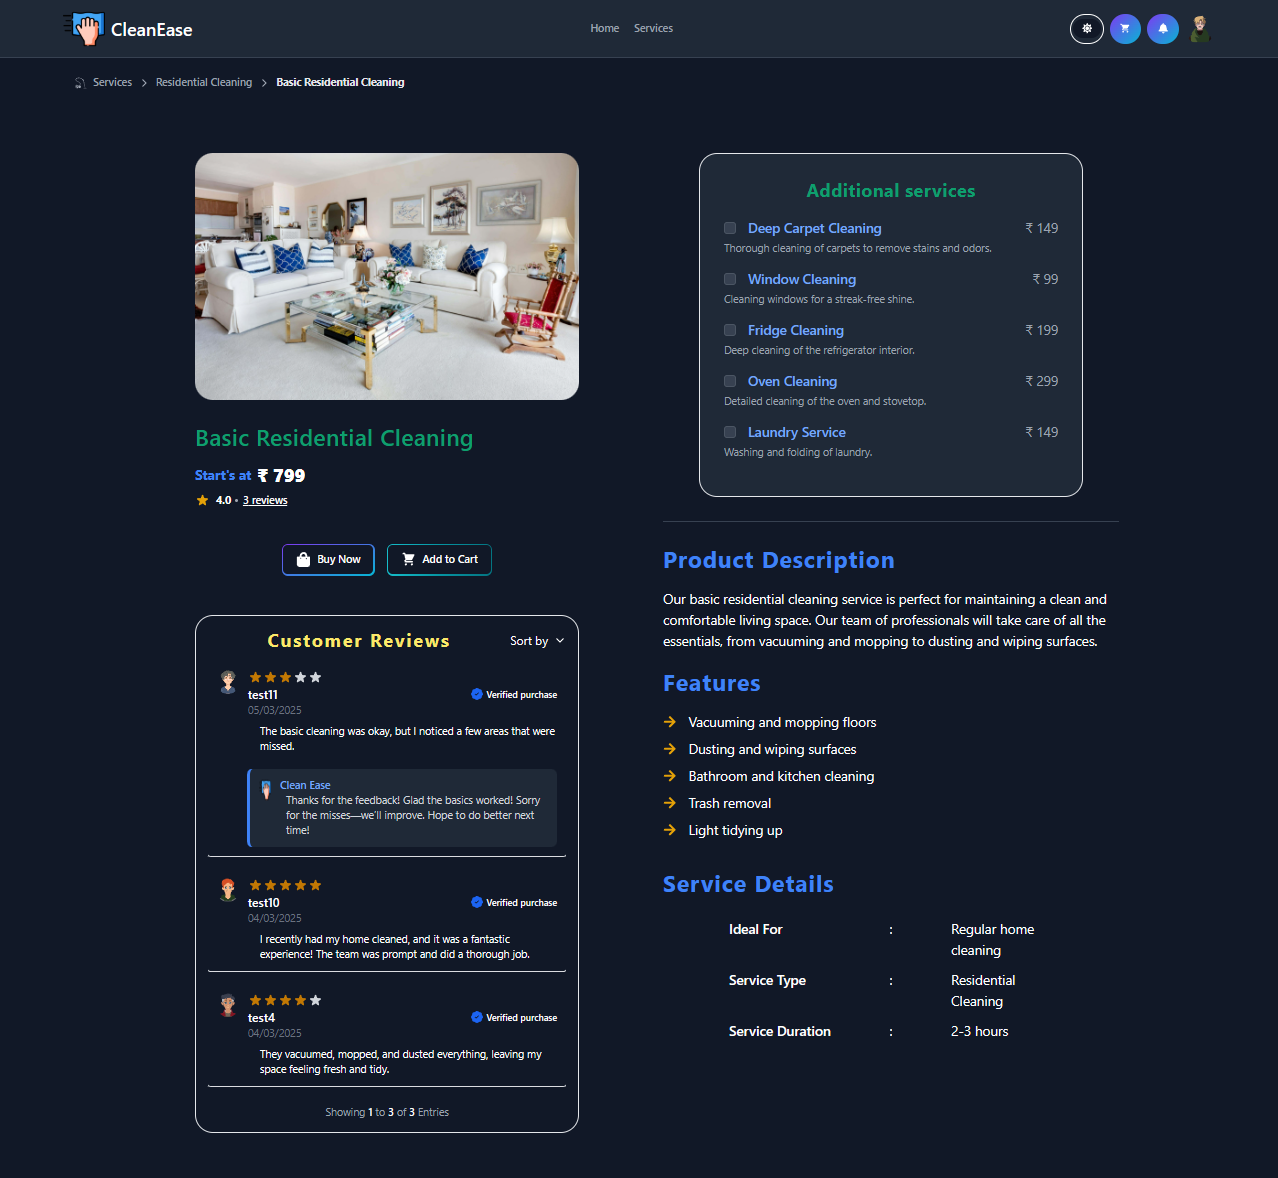 CleanEase
Home
Services
Services
Residential Cleaning
Basic Residential Cleaning
Basic Residential Cleaning
Start's at ₹ 799
4.0 • 3 reviews
Buy Now
Add to Cart
Customer Reviews
Sort by
test11
Verified purchase
05/03/2025
The basic cleaning was okay, but I noticed a few areas that were
missed.
Clean Ease
Thanks for the feedback! Glad the basics worked! Sorry
for the misses—we'll improve. Hope to do better next
time!
test10
Verified purchase
04/03/2025
I recently had my home cleaned, and it was a fantastic
experience! The team was prompt and did a thorough job.
test4
Verified purchase
04/03/2025
They vacuumed, mopped, and dusted everything, leaving my
space feeling fresh and tidy.
Showing 1 to 3 of 3 Entries
Additional services
Deep Carpet Cleaning ₹ 149
Thorough cleaning of carpets to remove stains and odors.
Window Cleaning ₹ 99
Cleaning windows for a streak-free shine.
Fridge Cleaning ₹ 199
Deep cleaning of the refrigerator interior.
Oven Cleaning ₹ 299
Detailed cleaning of the oven and stovetop.
Laundry Service ₹ 149
Washing and folding of laundry.
Product Description
Our basic residential cleaning service is perfect for maintaining a clean and
comfortable living space. Our team of professionals will take care of all the
essentials, from vacuuming and mopping to dusting and wiping surfaces.
Features
Vacuuming and mopping floors
Dusting and wiping surfaces
Bathroom and kitchen cleaning
Trash removal
Light tidying up
Service Details
Ideal For : Regular home
cleaning
Service Type : Residential
Cleaning
Service Duration : 2-3 hours